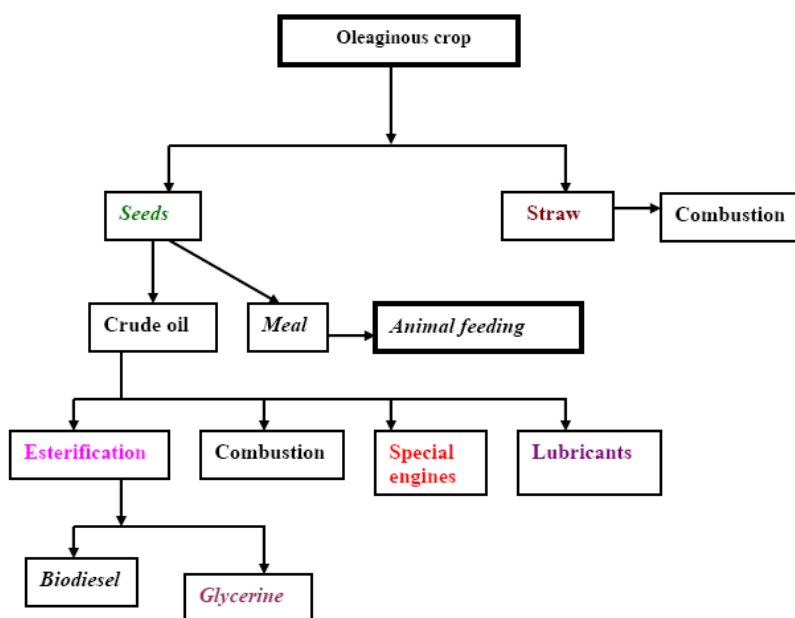 Oleaginous crop
Seeds
Straw
Combustion
Crude oil
Meal
Animal feeding
Esterification
Combustion
Special
engines
Lubricants
Biodiesel
Glycerine